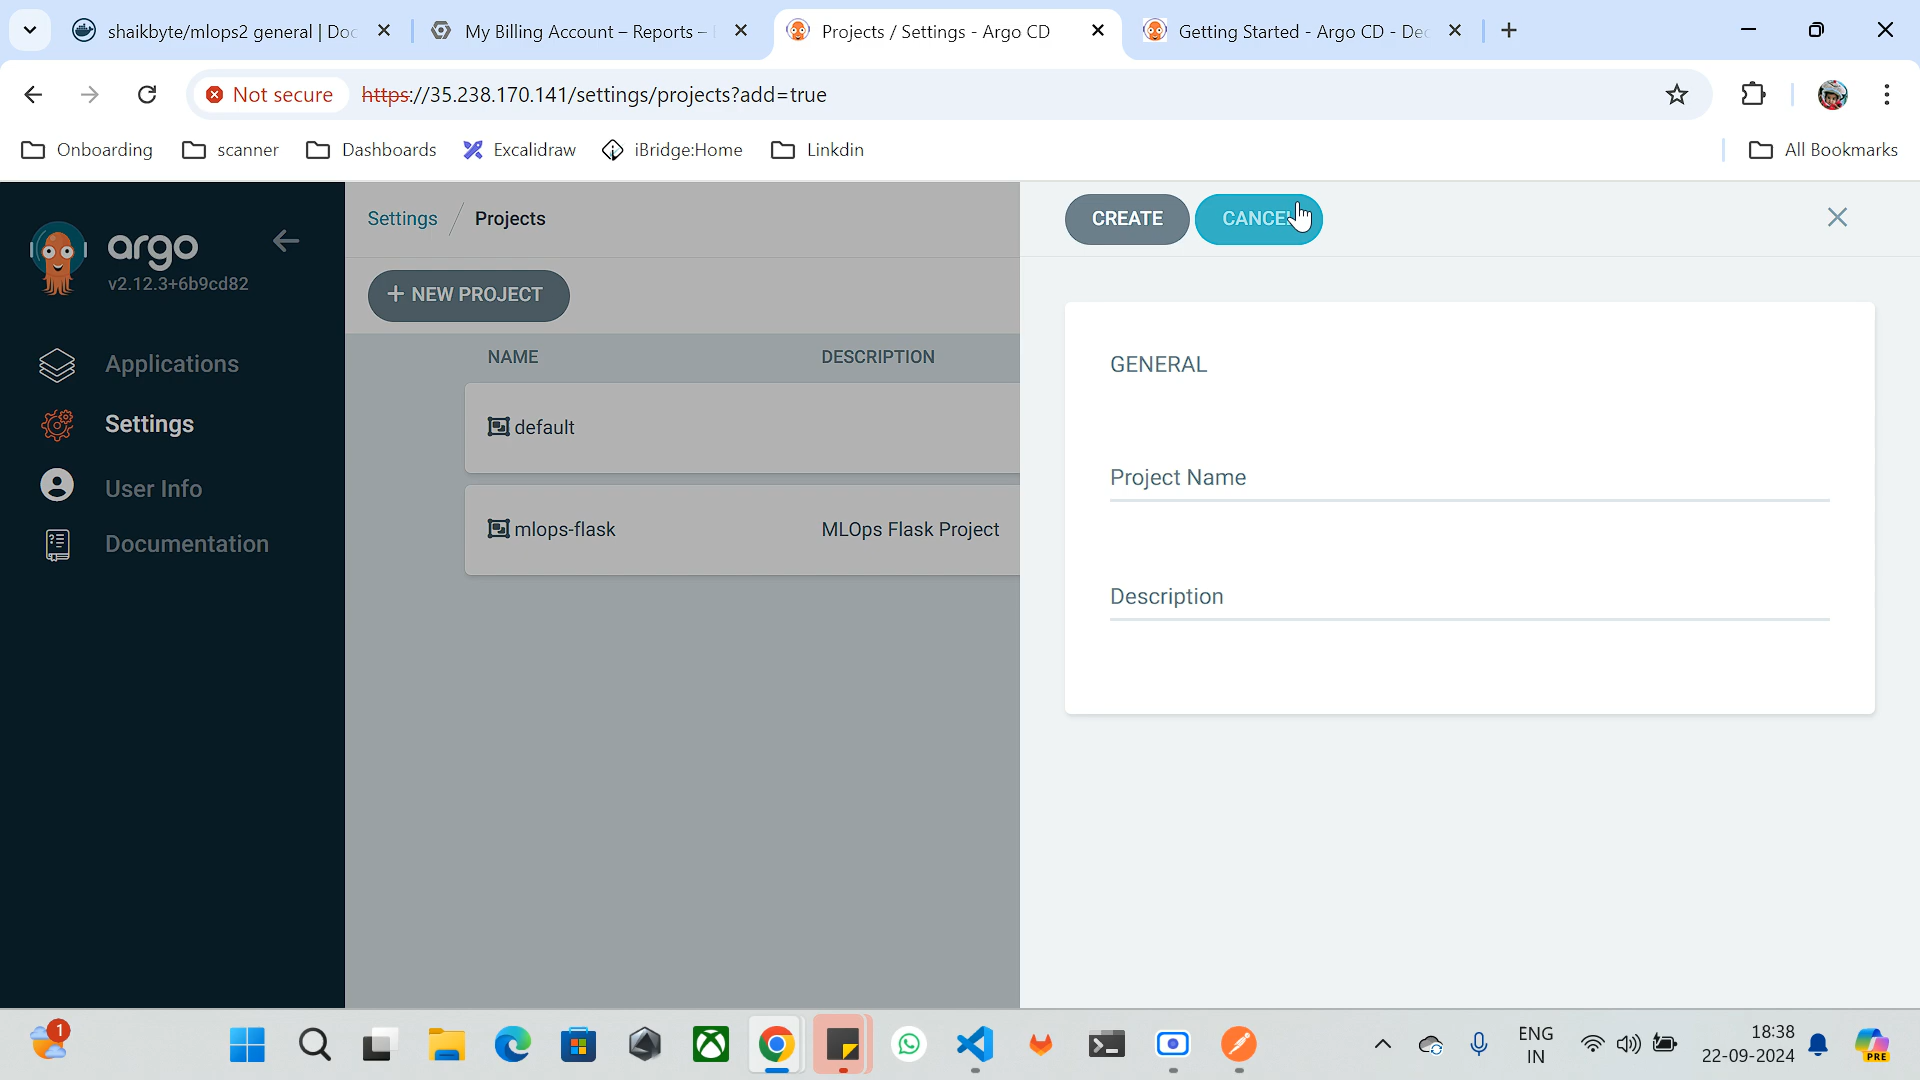 shaikbyte/mlops2 general | Doc
My Billing Account – Reports –
Projects / Settings - Argo CD
Getting Started - Argo CD - Dec
Not secure
https://35.238.170.141/settings/projects?add=true
Onboarding
scanner
Dashboards
Excalidraw
iBridge:Home
Linkdin
All Bookmarks
argo
v2.12.3+6b9cd82
Applications
Settings
User Info
Documentation
Settings / Projects
+ NEW PROJECT
NAME DESCRIPTION
default
mlops-flask MLOps Flask Project
CREATE
CANCEL
GENERAL
Project Name
Description
1
ENG
IN
18:38
22-09-2024
PRE